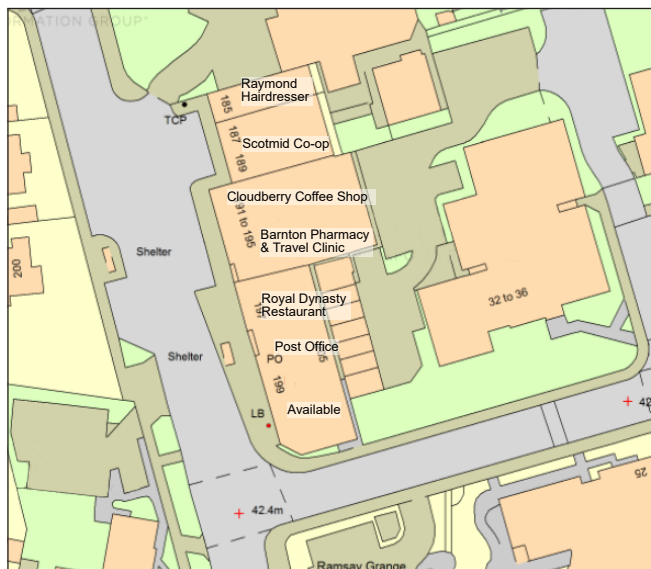 FORMATION GROUP
Raymond
Hairdresser
185
TCP
187
189
Scotmid Co-op
Cloudberry Coffee Shop
91 to 195
Barnton Pharmacy
& Travel Clinic
Shelter
200
32 to 36
Royal Dynasty
Restaurant
Post Office
Shelter
PO
199
Available
LB
42.4m
25
Ramsay Grange